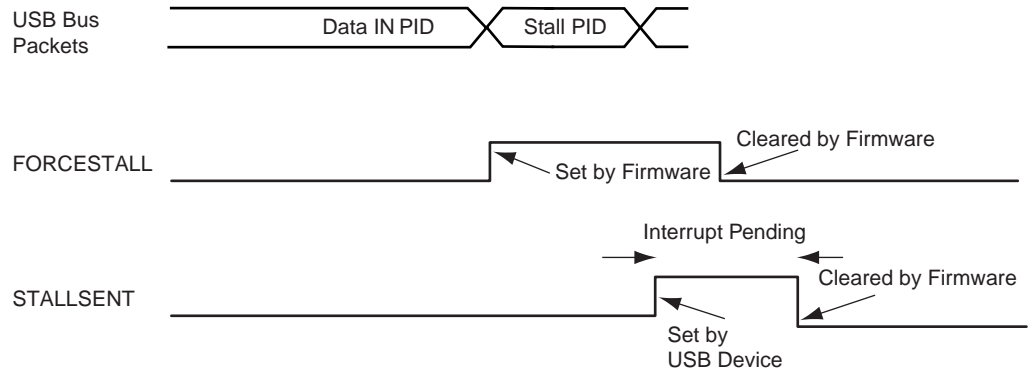 USB Bus
Packets
Data IN PID
Stall PID
FORCESTALL
Set by Firmware
Cleared by Firmware
Interrupt Pending
STALLSENT
Set by
USB Device
Cleared by Firmware